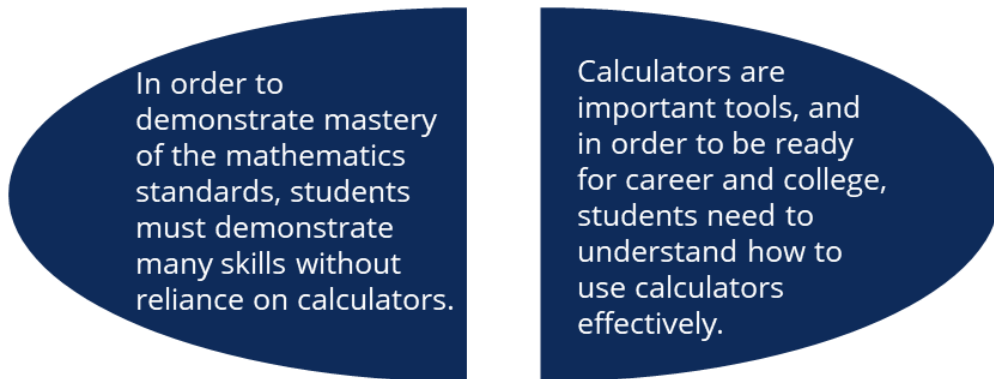 In order to
demonstrate mastery
of the mathematics
standards, students
must demonstrate
many skills without
reliance on calculators.
Calculators are
important tools, and
in order to be ready
for career and college,
students need to
understand how to
use calculators
effectively.